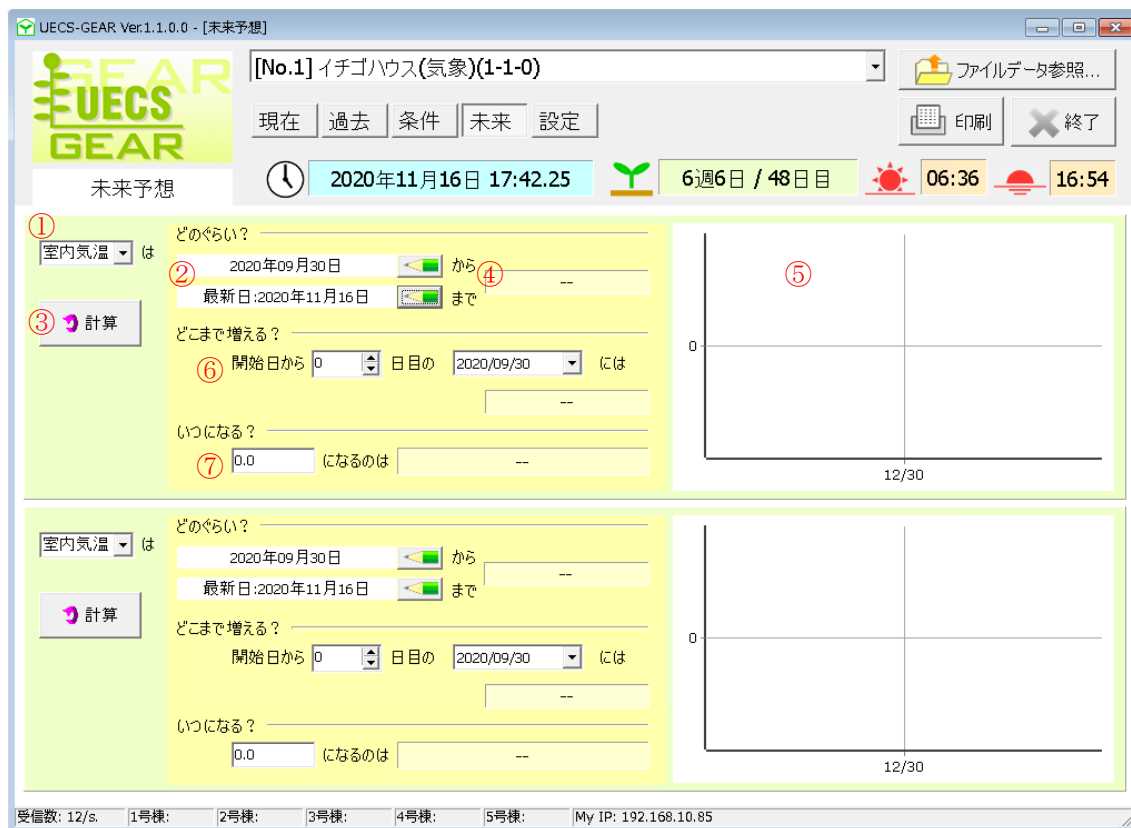 UECS-GEAR Ver.1.1.0.0 - [未来予想]
GEAR
UECS
GEAR
未来予想
[No.1] イチゴハウス(気象)(1-1-0)
ファイルデータ参照...
現在 過去 条件 未来 設定
印刷 終了
2020年11月16日 17:42.25
6週6日 / 48日目
06:36
16:54
①
室内気温 は
③ 計算
どのぐらい?
② 2020年09月30日 から
最新日:2020年11月16日 まで
④ --
どこまで増える?
⑥ 開始日から 0 日目の 2020/09/30 には
--
いつになる?
⑦ 0.0 になるのは --
⑤
0
12/30
室内気温 は
計算
どのぐらい?
2020年09月30日 から
最新日:2020年11月16日 まで
--
どこまで増える?
開始日から 0 日目の 2020/09/30 には
--
いつになる?
0.0 になるのは --
0
12/30
受信数: 12/s. 1号棟: 2号棟: 3号棟: 4号棟: 5号棟: My IP: 192.168.10.85